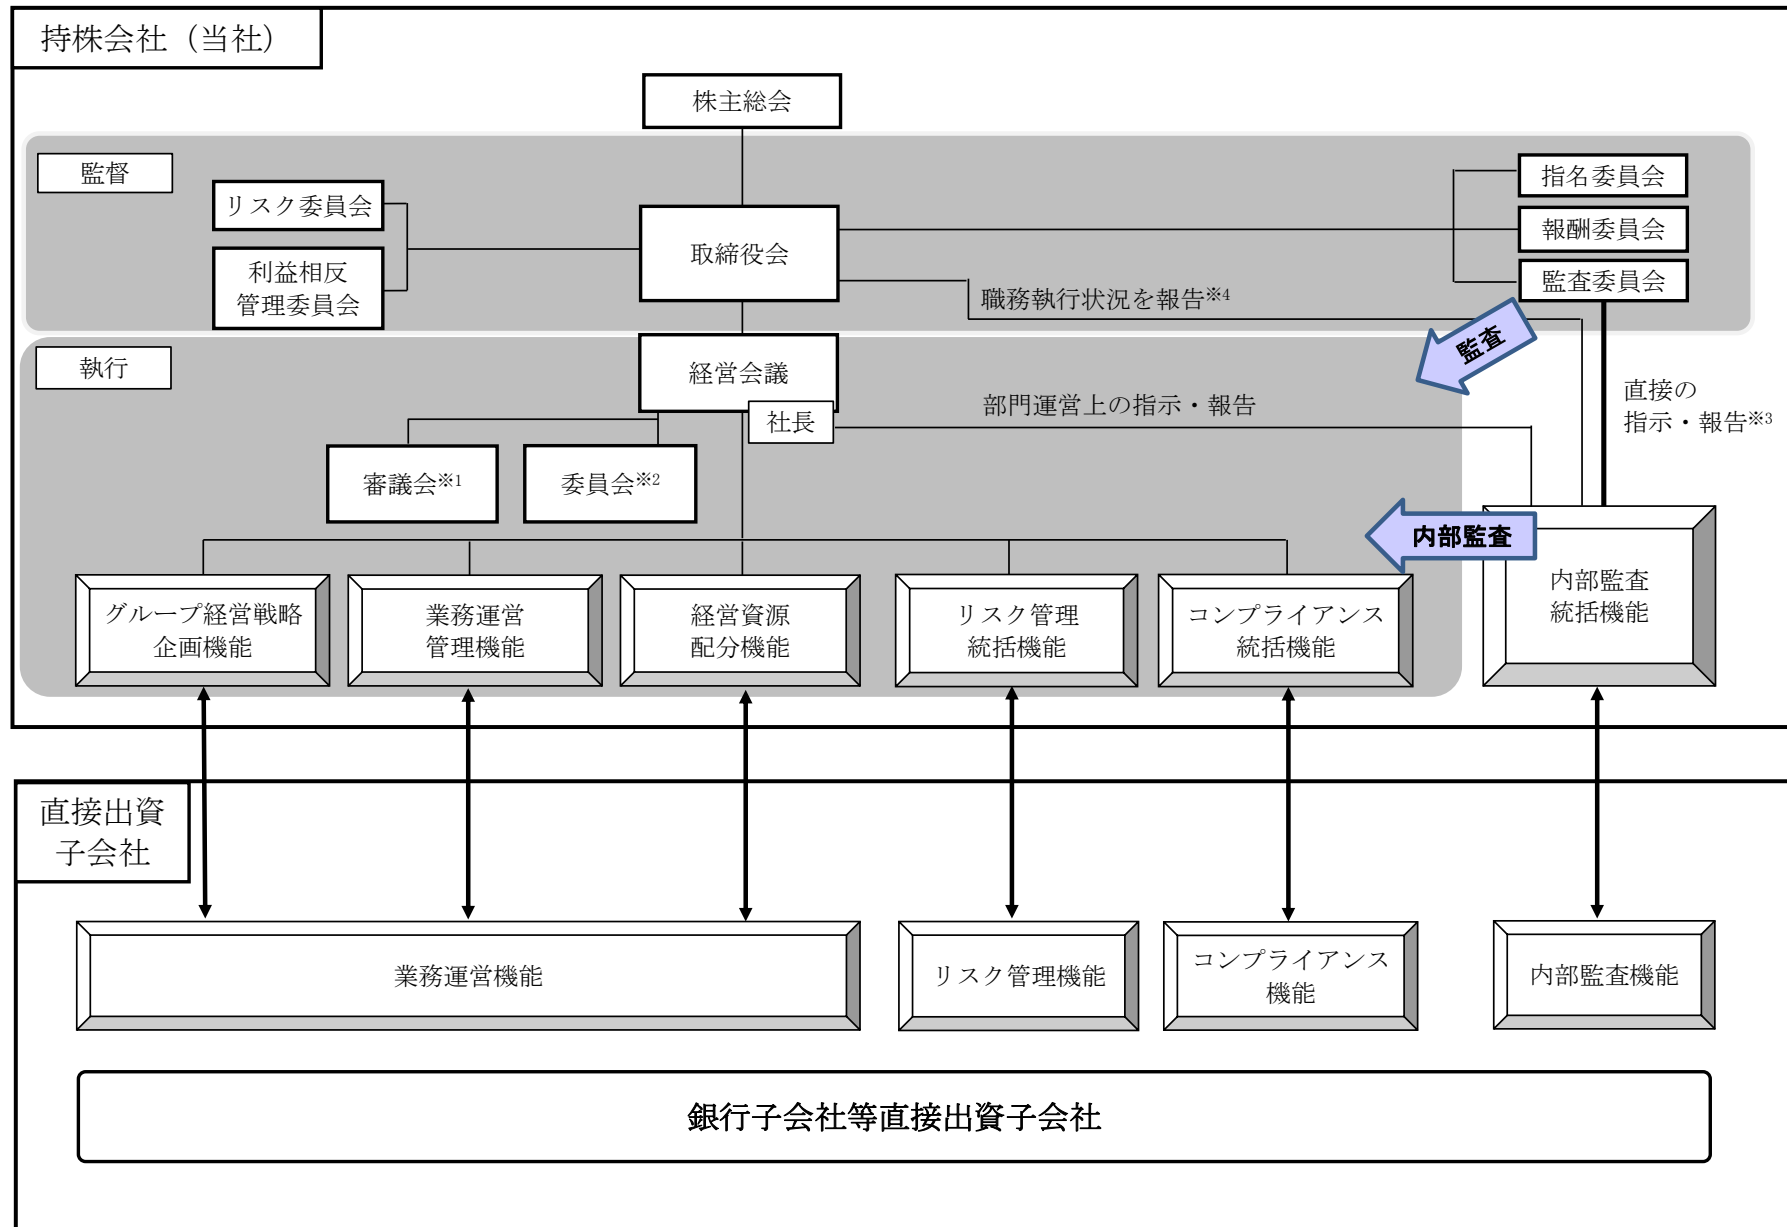 持株会社（当社）
株主総会
監督
指名委員会
リスク委員会
報酬委員会
取締役会
利益相反
管理委員会
監査委員会
職務執行状況を報告※4
監査
執行
経営会議
社長
部門運営上の指示・報告
直接の
指示・報告※3
審議会※1
委員会※2
内部監査
グループ経営戦略
企画機能
業務運営
管理機能
経営資源
配分機能
リスク管理
統括機能
コンプライアンス
統括機能
内部監査
統括機能
直接出資
子会社
業務運営機能
リスク管理機能
コンプライアンス
機能
内部監査機能
銀行子会社等直接出資子会社